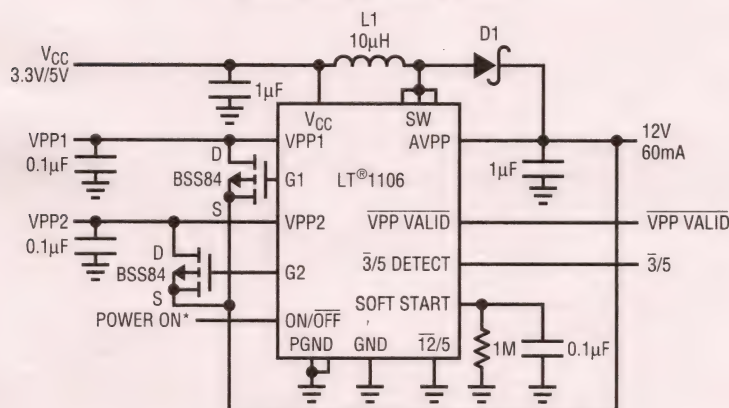 L1
10µH
D1
VCC
3.3V/5V
1µF
VCC
SW
VPP1
VPP1
AVPP
12V
60mA
0.1µF
D
BSS84
S
G1
LT®1106
1µF
VPP2
VPP2
VPP VALID
VPP VALID
0.1µF
D
BSS84
S
G2
3/5 DETECT
3/5
SOFT START
POWER ON*
ON/OFF
1M
0.1µF
PGND
GND
12/5